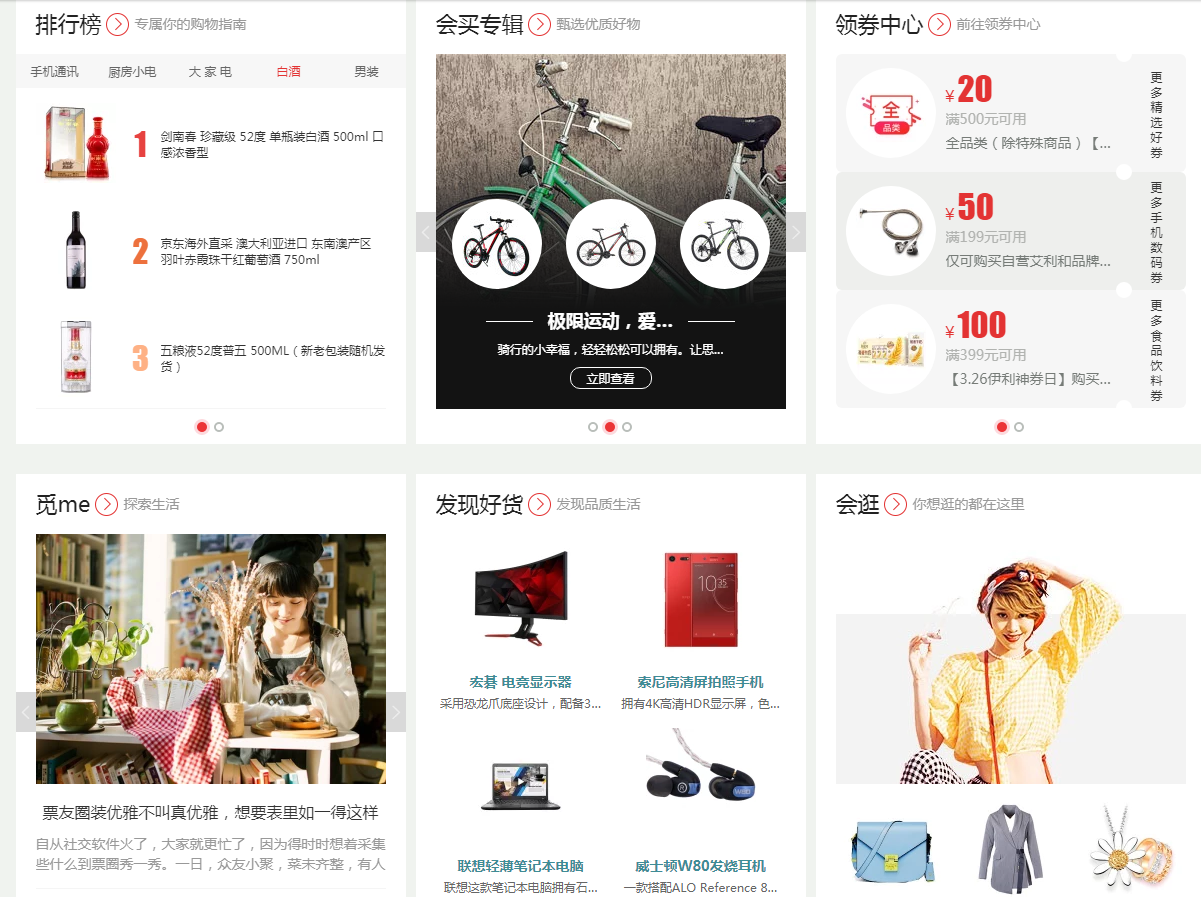 排行榜 专属你的购物指南
手机通讯 厨房小电 大 家 电 白酒 男装
1 剑南春 珍藏级 52度 单瓶装白酒 500ml 口
感浓香型
2 京东海外直采 澳大利亚进口 东南澳产区
羽叶赤霞珠干红葡萄酒 750ml
3 五粮液52度普五 500ML（新老包装随机发
货）
会买专辑 甄选优质好物
极限运动，爱...
骑行的小幸福，轻轻松松可以拥有。让思...
立即查看
领券中心 前往领券中心
全
品类
¥20
满500元可用
全品类（除特殊商品）【...
更多精选好券
¥50
满199元可用
仅可购买自营艾利和品牌...
更多手机数码券
¥100
满399元可用
【3.26伊利神券日】购买...
更多食品饮料券
觅me 探索生活
票友圈装优雅不叫真优雅，想要表里如一得这样
自从社交软件火了，大家就更忙了，因为得时时想着采集
些什么到票圈秀一秀。一日，众友小聚，菜未齐整，有人
发现好货 发现品质生活
10:35
宏碁 电竞显示器
采用恐龙爪底座设计，配备3...
索尼高清屏拍照手机
拥有4K高清HDR显示屏，色...
联想轻薄笔记本电脑
联想这款笔记本电脑拥有石...
威士顿W80发烧耳机
一款搭配ALO Reference 8...
会逛 你想逛的都在这里